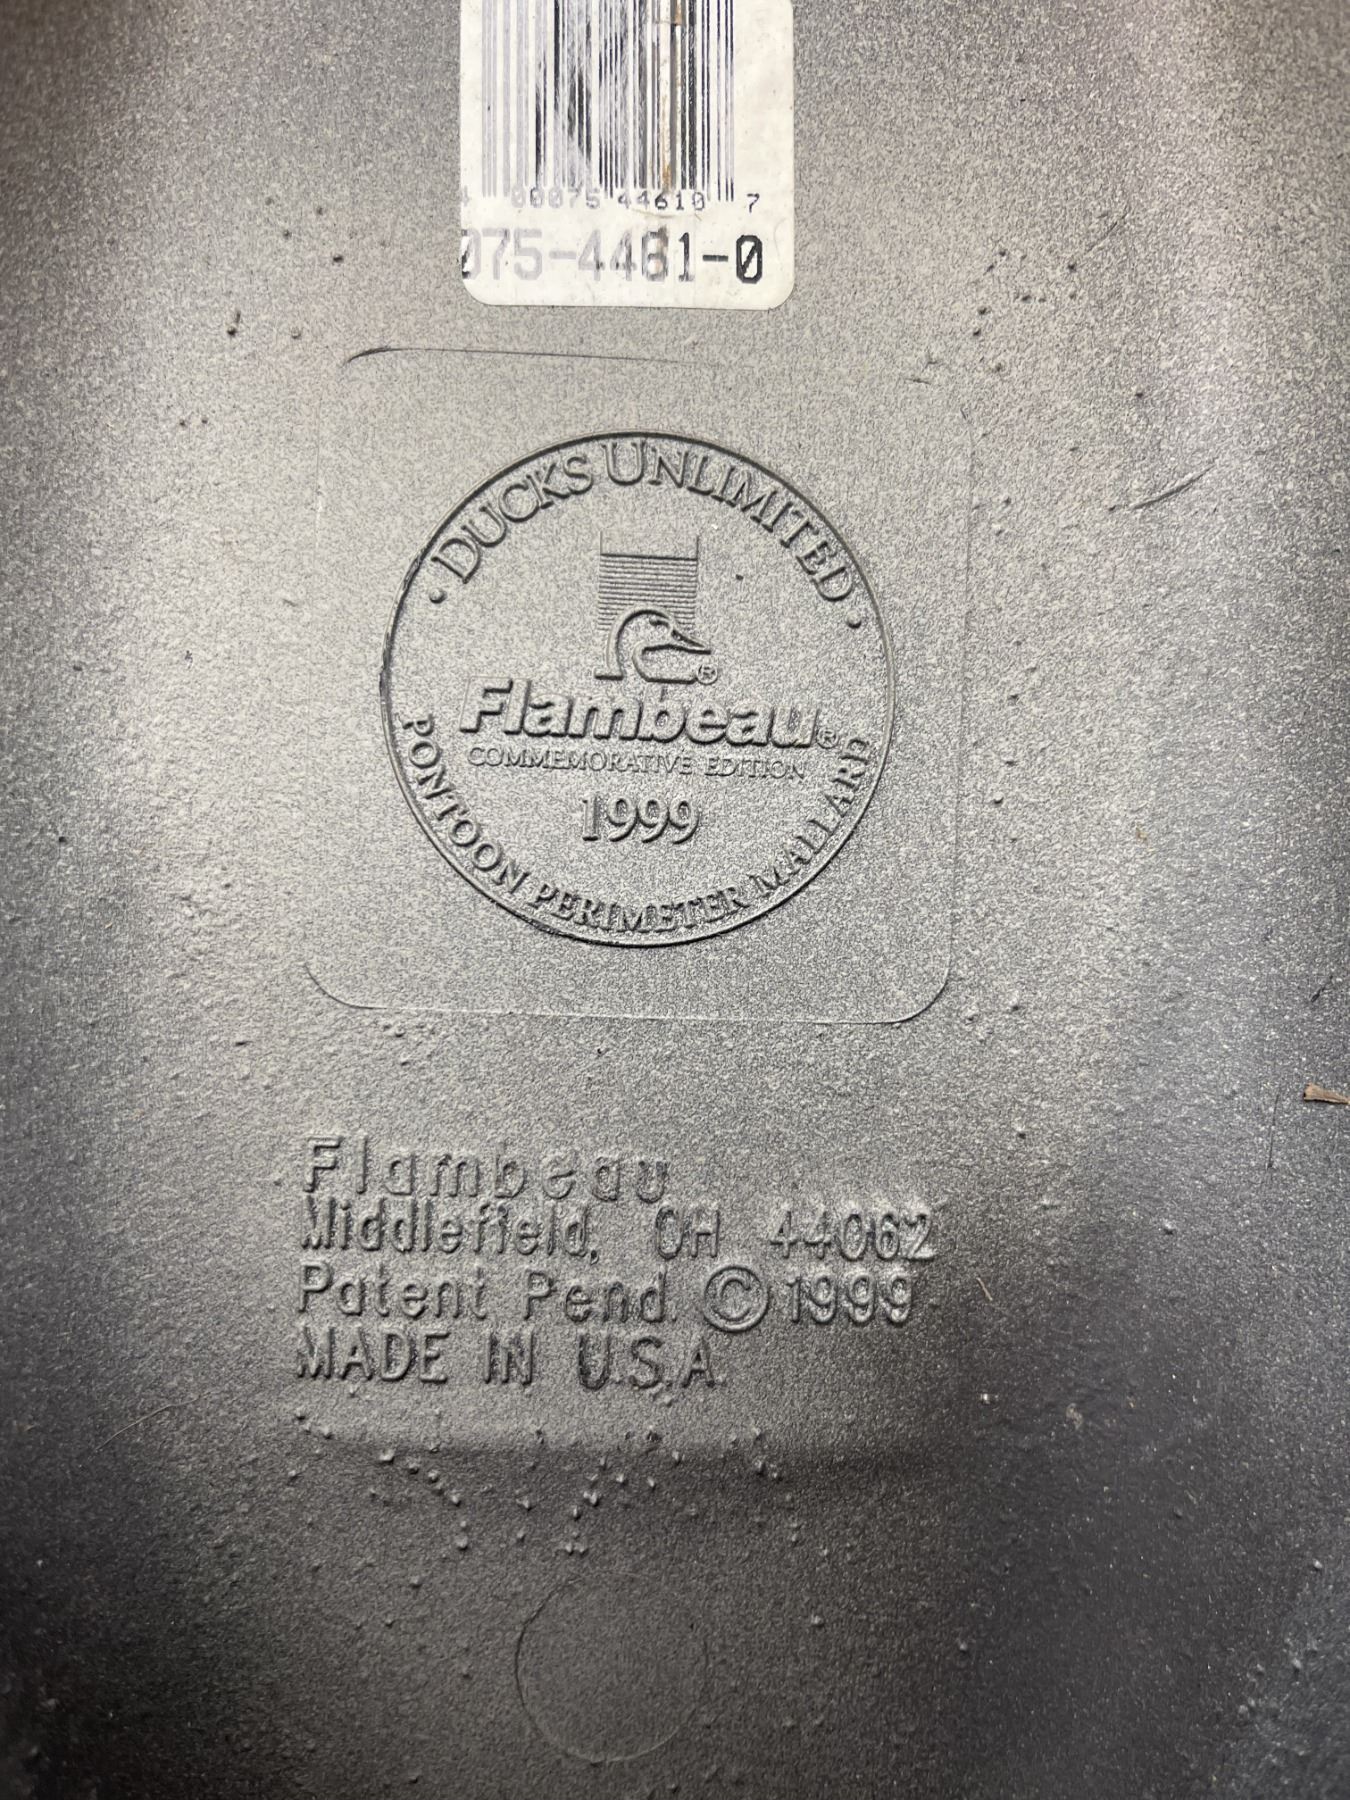 4 00075 44610 7
075-4461-0
· DUCKS UNLIMITED ·
®
Flambeau®
COMMEMORATIVE EDITION
1999
PONTOON PERIMETER MALLARD
Flambeau
Middlefield, OH 44062
Patent Pend. ©1999
MADE IN U.S.A.